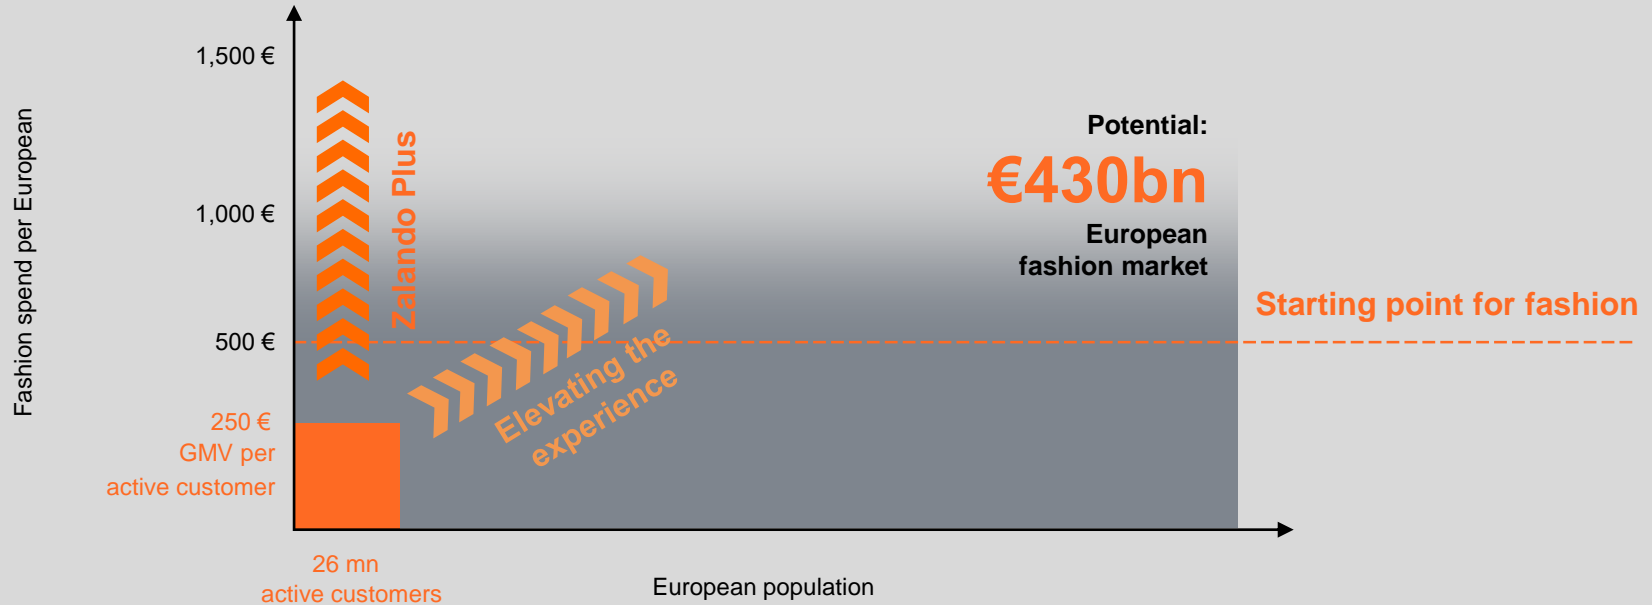 Fashion spend per European
1,500 €
1,000 €
500 €
250 €
GMV per
active customer
Zalando Plus
Elevating the
experience
Potential:
€430bn
European
fashion market
Starting point for fashion
26 mn
active customers
European population